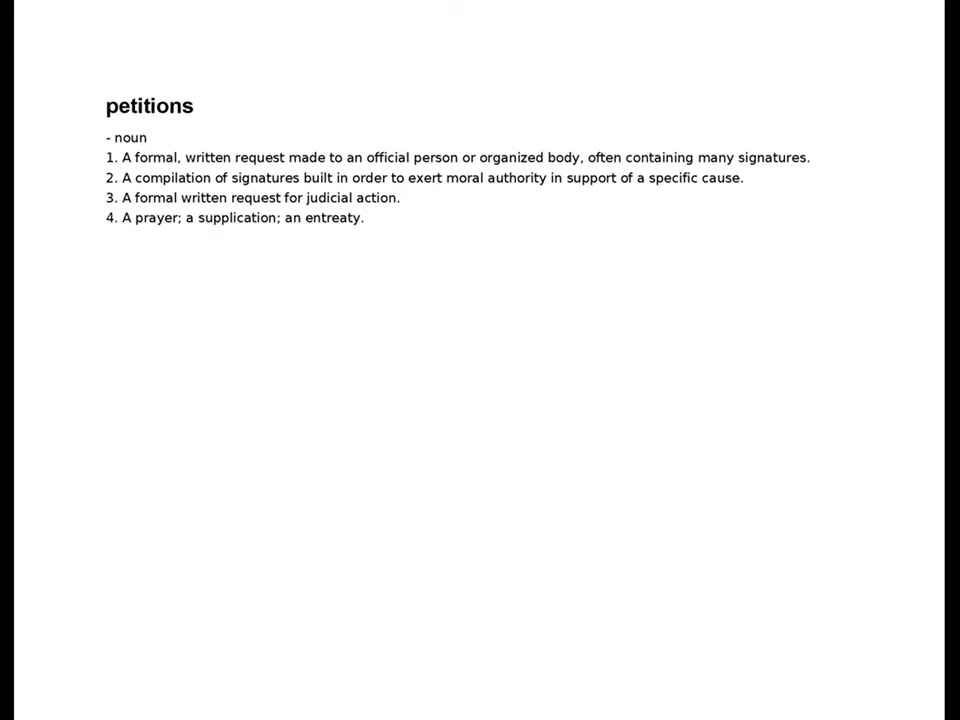 petitions
- noun
1. A formal, written request made to an official person or organized body, often containing many signatures.
2. A compilation of signatures built in order to exert moral authority in support of a specific cause.
3. A formal written request for judicial action.
4. A prayer; a supplication; an entreaty.